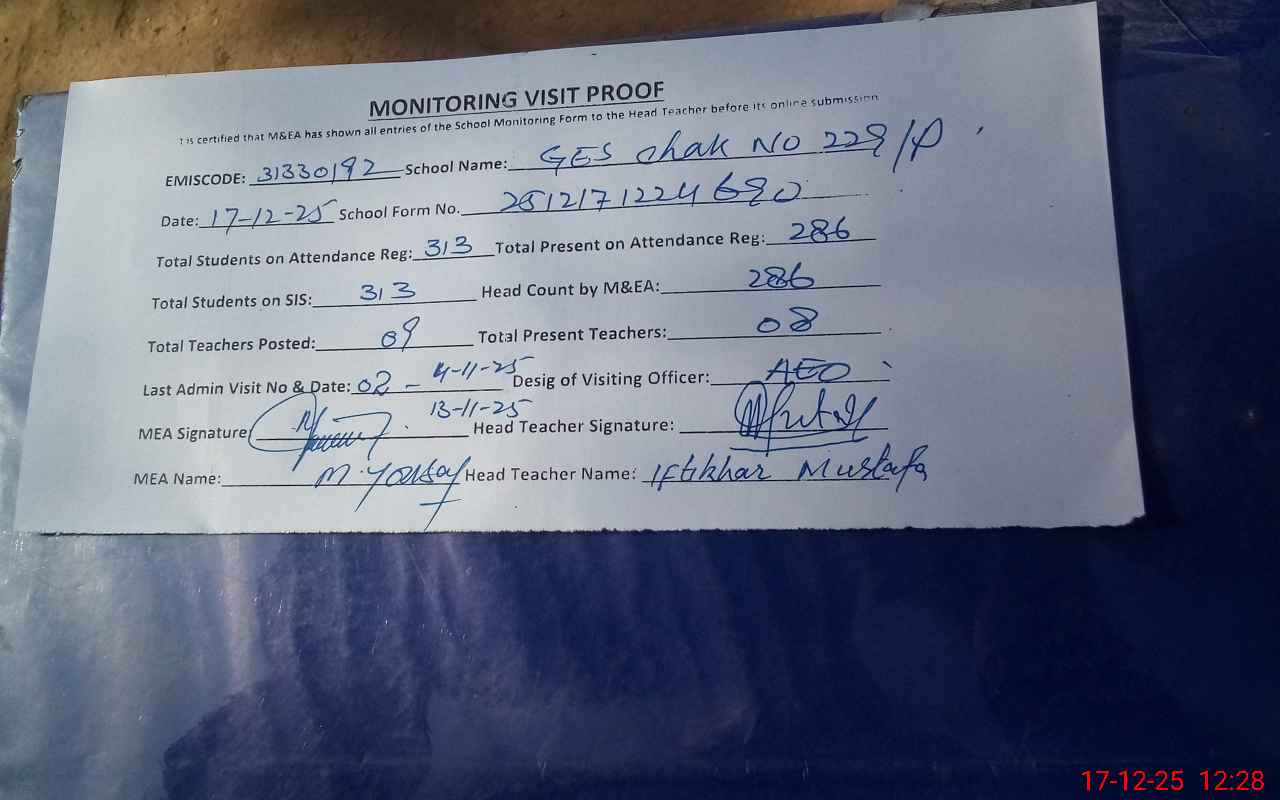 MONITORING VISIT PROOF
T is certified that M&EA has shown all entries of the School Monitoring Form to the Head Teacher before its online submission
EMISCODE: 31330192 School Name: GES chak No 229/P
Date: 17-12-25 School Form No. 2512171224690
Total Students on Attendance Reg: 313 Total Present on Attendance Reg: 286
Total Students on SIS: 313 Head Count by M&EA: 286
Total Teachers Posted: 09 Total Present Teachers: 08
Last Admin Visit No & Date: 02 - 4-11-25 Desig of Visiting Officer: AEO
13-11-25
MEA Signature Head Teacher Signature:
MEA Name: M. Yousaf Head Teacher Name: Iftikhar Mustafa
17-12-25 12:28